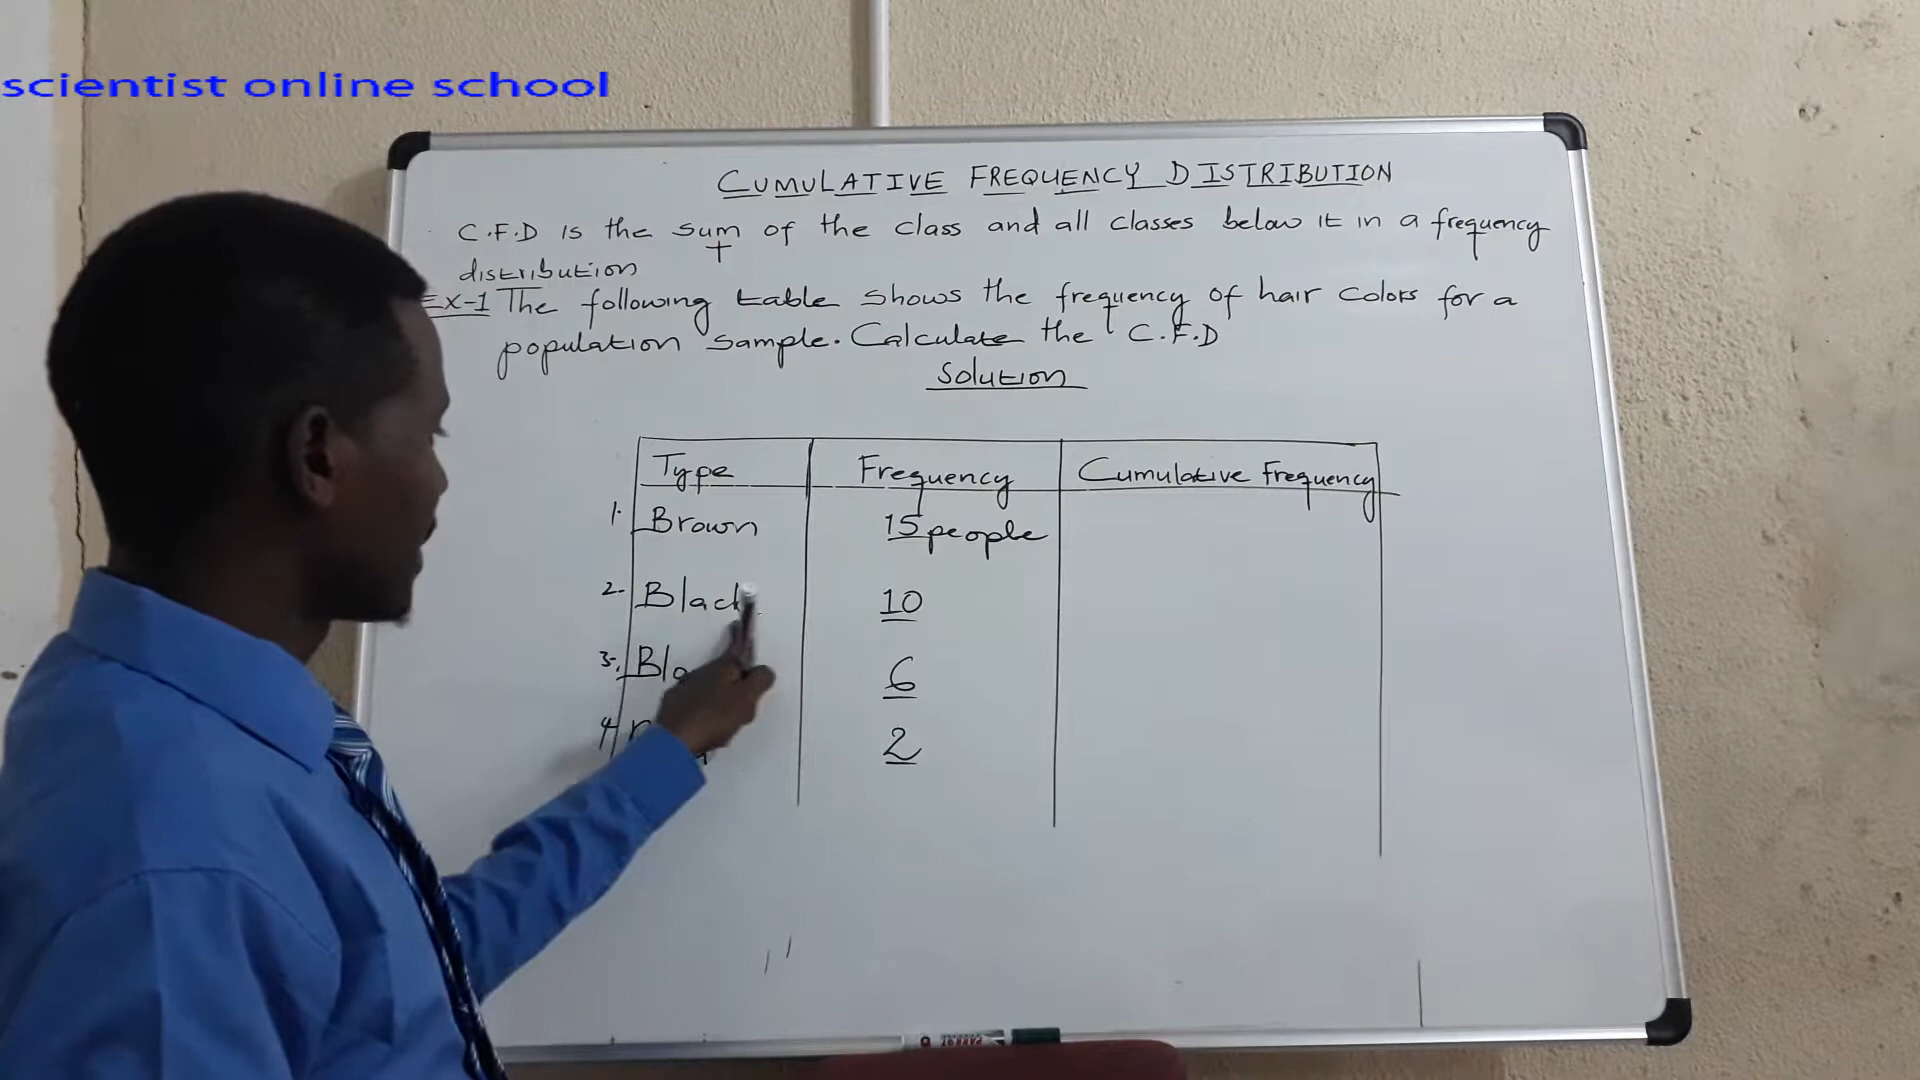 scientist online school
CUMULATIVE FREQUENCY DISTRIBUTION
C.F.D is the sum of the class and all classes below it in a frequency
+
distribution
Ex-1 The following table shows the frequency of hair colors for a
population sample. Calculate the C.F.D
Solution
Type Frequency Cumulative frequency
1. Brown 15 people
2. Black 10
3. 6
4. 2